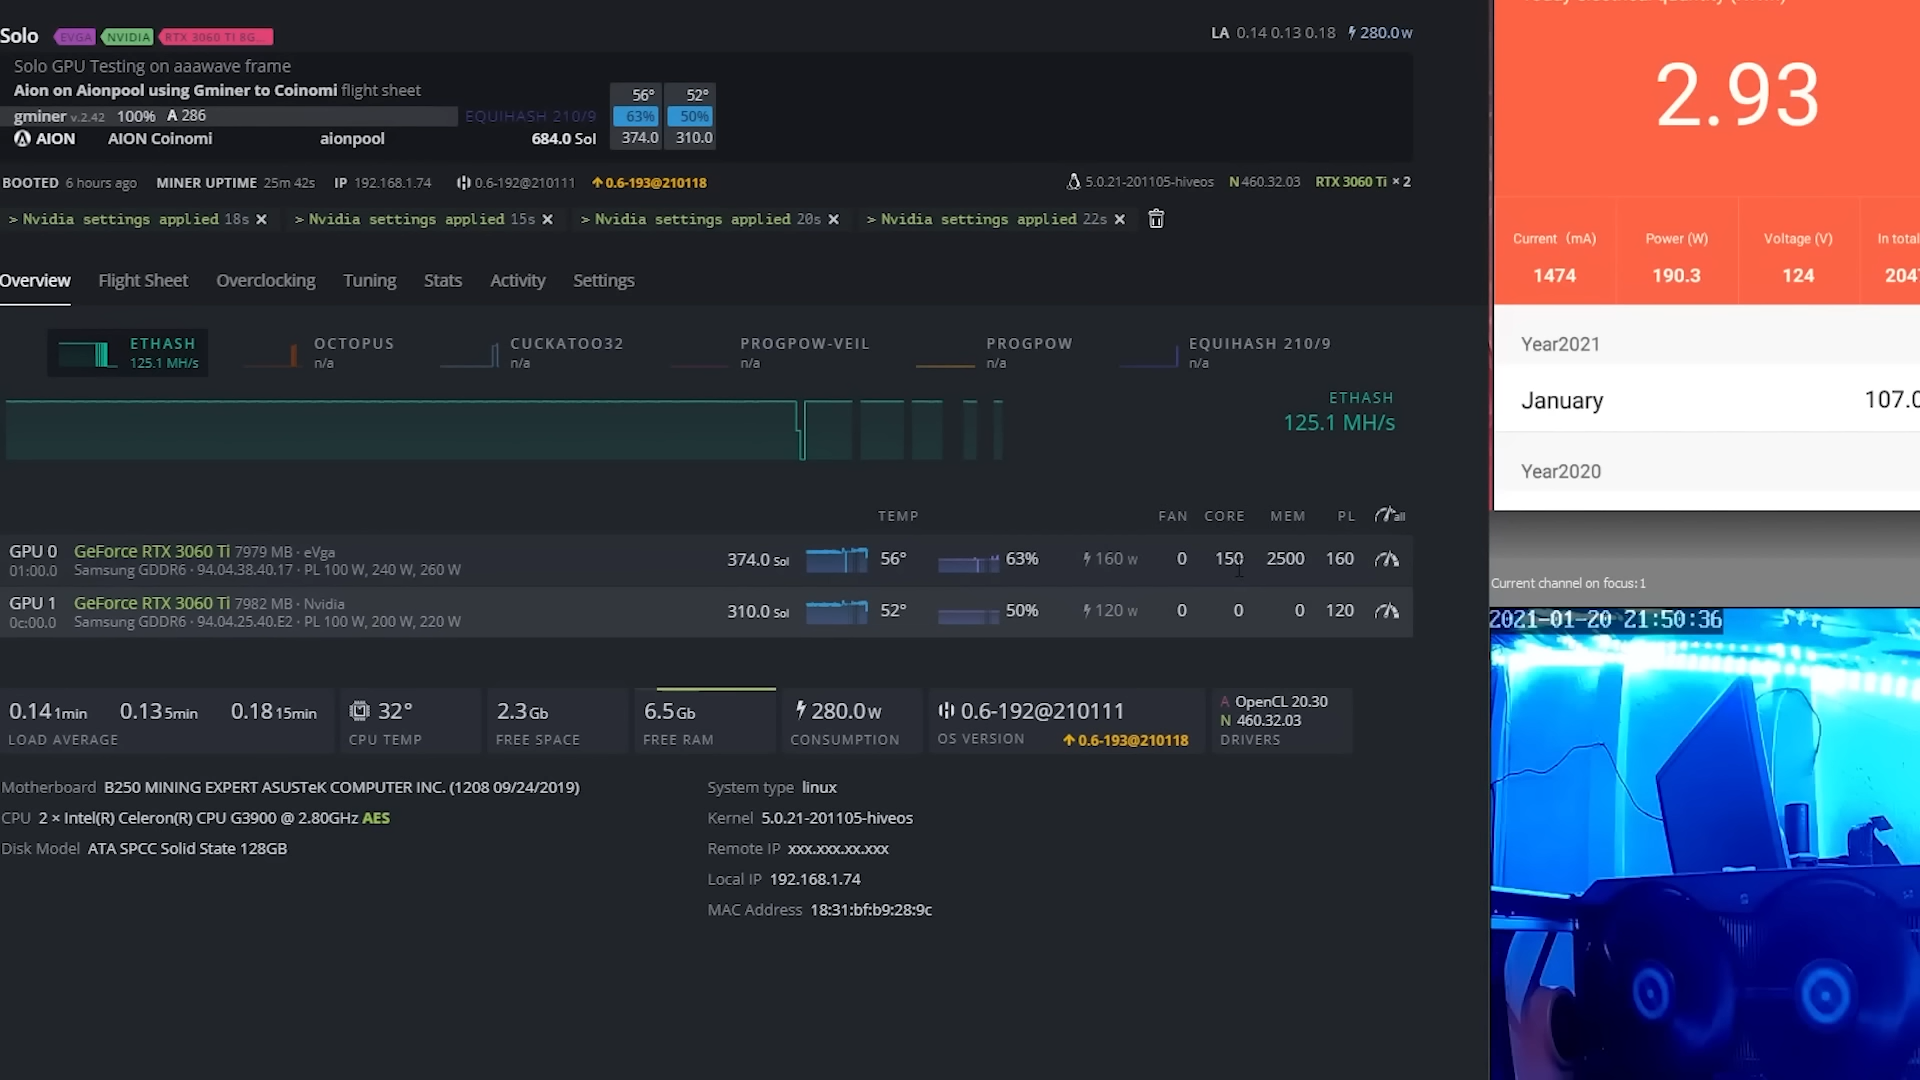 Solo EVGA NVIDIA RTX 3060 TI 8G...
LA 0.14 0.13 0.18 280.0 w
Solo GPU Testing on aaawave frame
Aion on Aionpool using Gminer to Coinomi flight sheet
56° 52°
gminer v.2.42 100% A 286 EQUIHASH 210/9 63% 50%
AION AION Coinomi aionpool 684.0 Sol 374.0 310.0
BOOTED 6 hours ago MINER UPTIME 25m 42s IP 192.168.1.74 0.6-192@210111 0.6-193@210118 5.0.21-201105-hiveos N 460.32.03 RTX 3060 Ti × 2
> Nvidia settings applied 18s × > Nvidia settings applied 15s × > Nvidia settings applied 20s × > Nvidia settings applied 22s ×
Overview Flight Sheet Overclocking Tuning Stats Activity Settings
ETHASH OCTOPUS CUCKATOO32 PROGPOW-VEIL PROGPOW EQUIHASH 210/9
125.1 MH/s n/a n/a n/a n/a n/a
ETHASH
125.1 MH/s
TEMP FAN CORE MEM PL all
GPU 0 GeForce RTX 3060 Ti 7979 MB · eVga 374.0 Sol 56° 63% 160 w 0 150 2500 160
01:00.0 Samsung GDDR6 · 94.04.38.40.17 · PL 100 W, 240 W, 260 W
GPU 1 GeForce RTX 3060 Ti 7982 MB · Nvidia 310.0 Sol 52° 50% 120 w 0 0 0 120
0c:00.0 Samsung GDDR6 · 94.04.25.40.E2 · PL 100 W, 200 W, 220 W
0.14 1min 0.13 5min 0.18 15min 32° 2.3 Gb 6.5 Gb 280.0 w 0.6-192@210111 A OpenCL 20.30
N 460.32.03
LOAD AVERAGE CPU TEMP FREE SPACE FREE RAM CONSUMPTION OS VERSION 0.6-193@210118 DRIVERS
Motherboard B250 MINING EXPERT ASUSTeK COMPUTER INC. (1208 09/24/2019)
CPU 2 × Intel(R) Celeron(R) CPU G3900 @ 2.80GHz AES
Disk Model ATA SPCC Solid State 128GB
System type linux
Kernel 5.0.21-201105-hiveos
Remote IP xxx.xxx.xx.xxx
Local IP 192.168.1.74
MAC Address 18:31:bf:b9:28:9c
2.93
Current (mA) Power (W) Voltage (V) In total
1474 190.3 124 204
Year2021
January 107.0
Year2020
Current channel on focus:1
2021-01-20 21:50:36